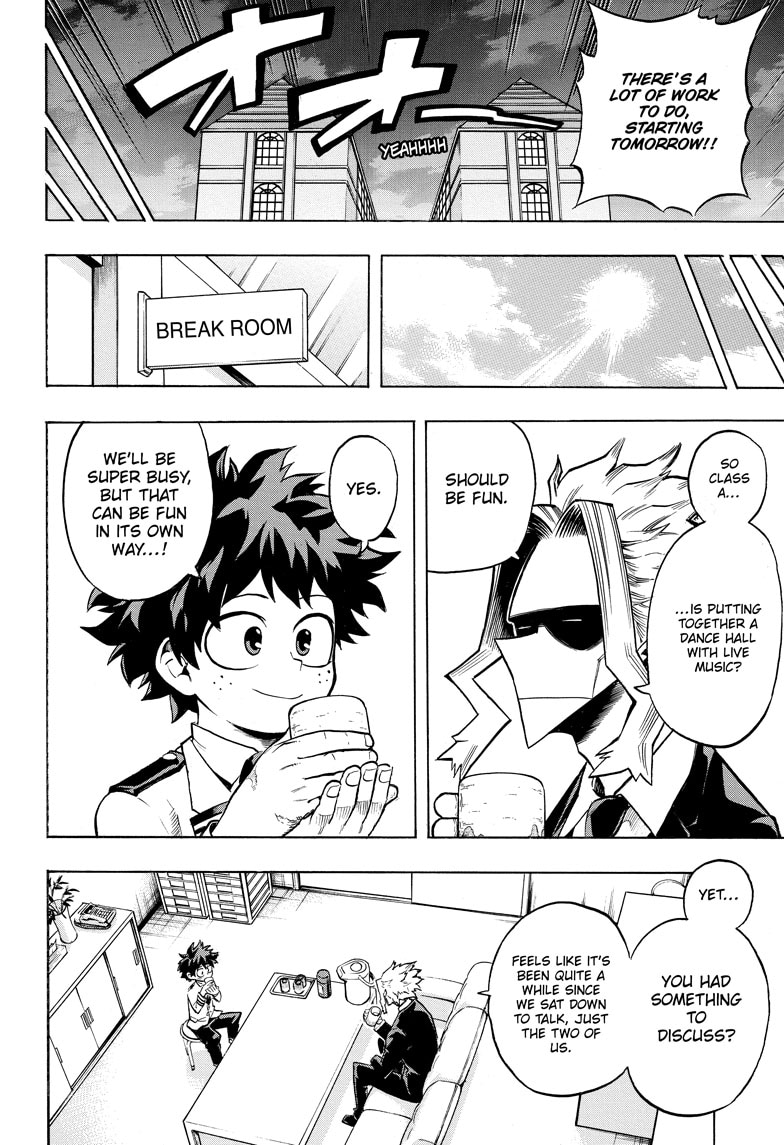 THERE'S A
LOT OF WORK
TO DO,
STARTING
TOMORROW!!
オオー
YEAHHHH
BREAK ROOM
SO
CLASS
A...
...IS PUTTING
TOGETHER A
DANCE HALL
WITH LIVE
MUSIC?
SHOULD
BE FUN.
YES.
WE'LL BE
SUPER BUSY,
BUT THAT
CAN BE FUN
IN ITS OWN
WAY...!
YET...
YOU HAD
SOMETHING
TO
DISCUSS?
FEELS LIKE IT'S
BEEN QUITE A
WHILE SINCE
WE SAT DOWN
TO TALK, JUST
THE TWO OF
US.